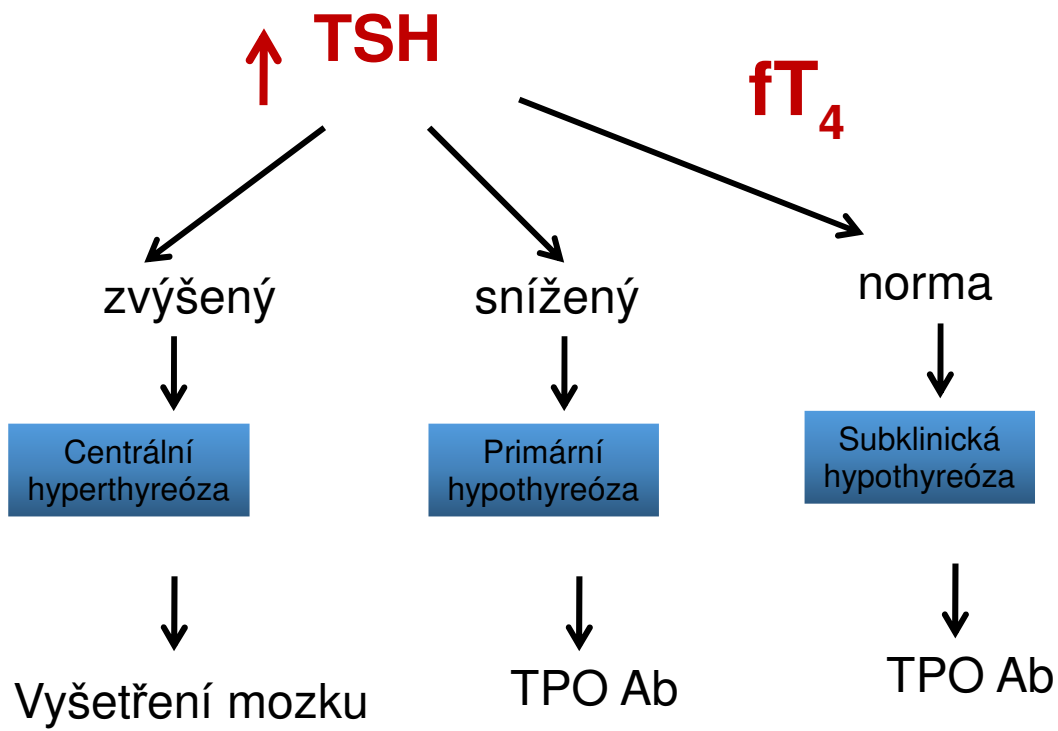 ↑ TSH
fT4
zvýšený
snížený
norma
Centrální
hyperthyreóza
Primární
hypothyreóza
Subklinická
hypothyreóza
Vyšetření mozku
TPO Ab
TPO Ab